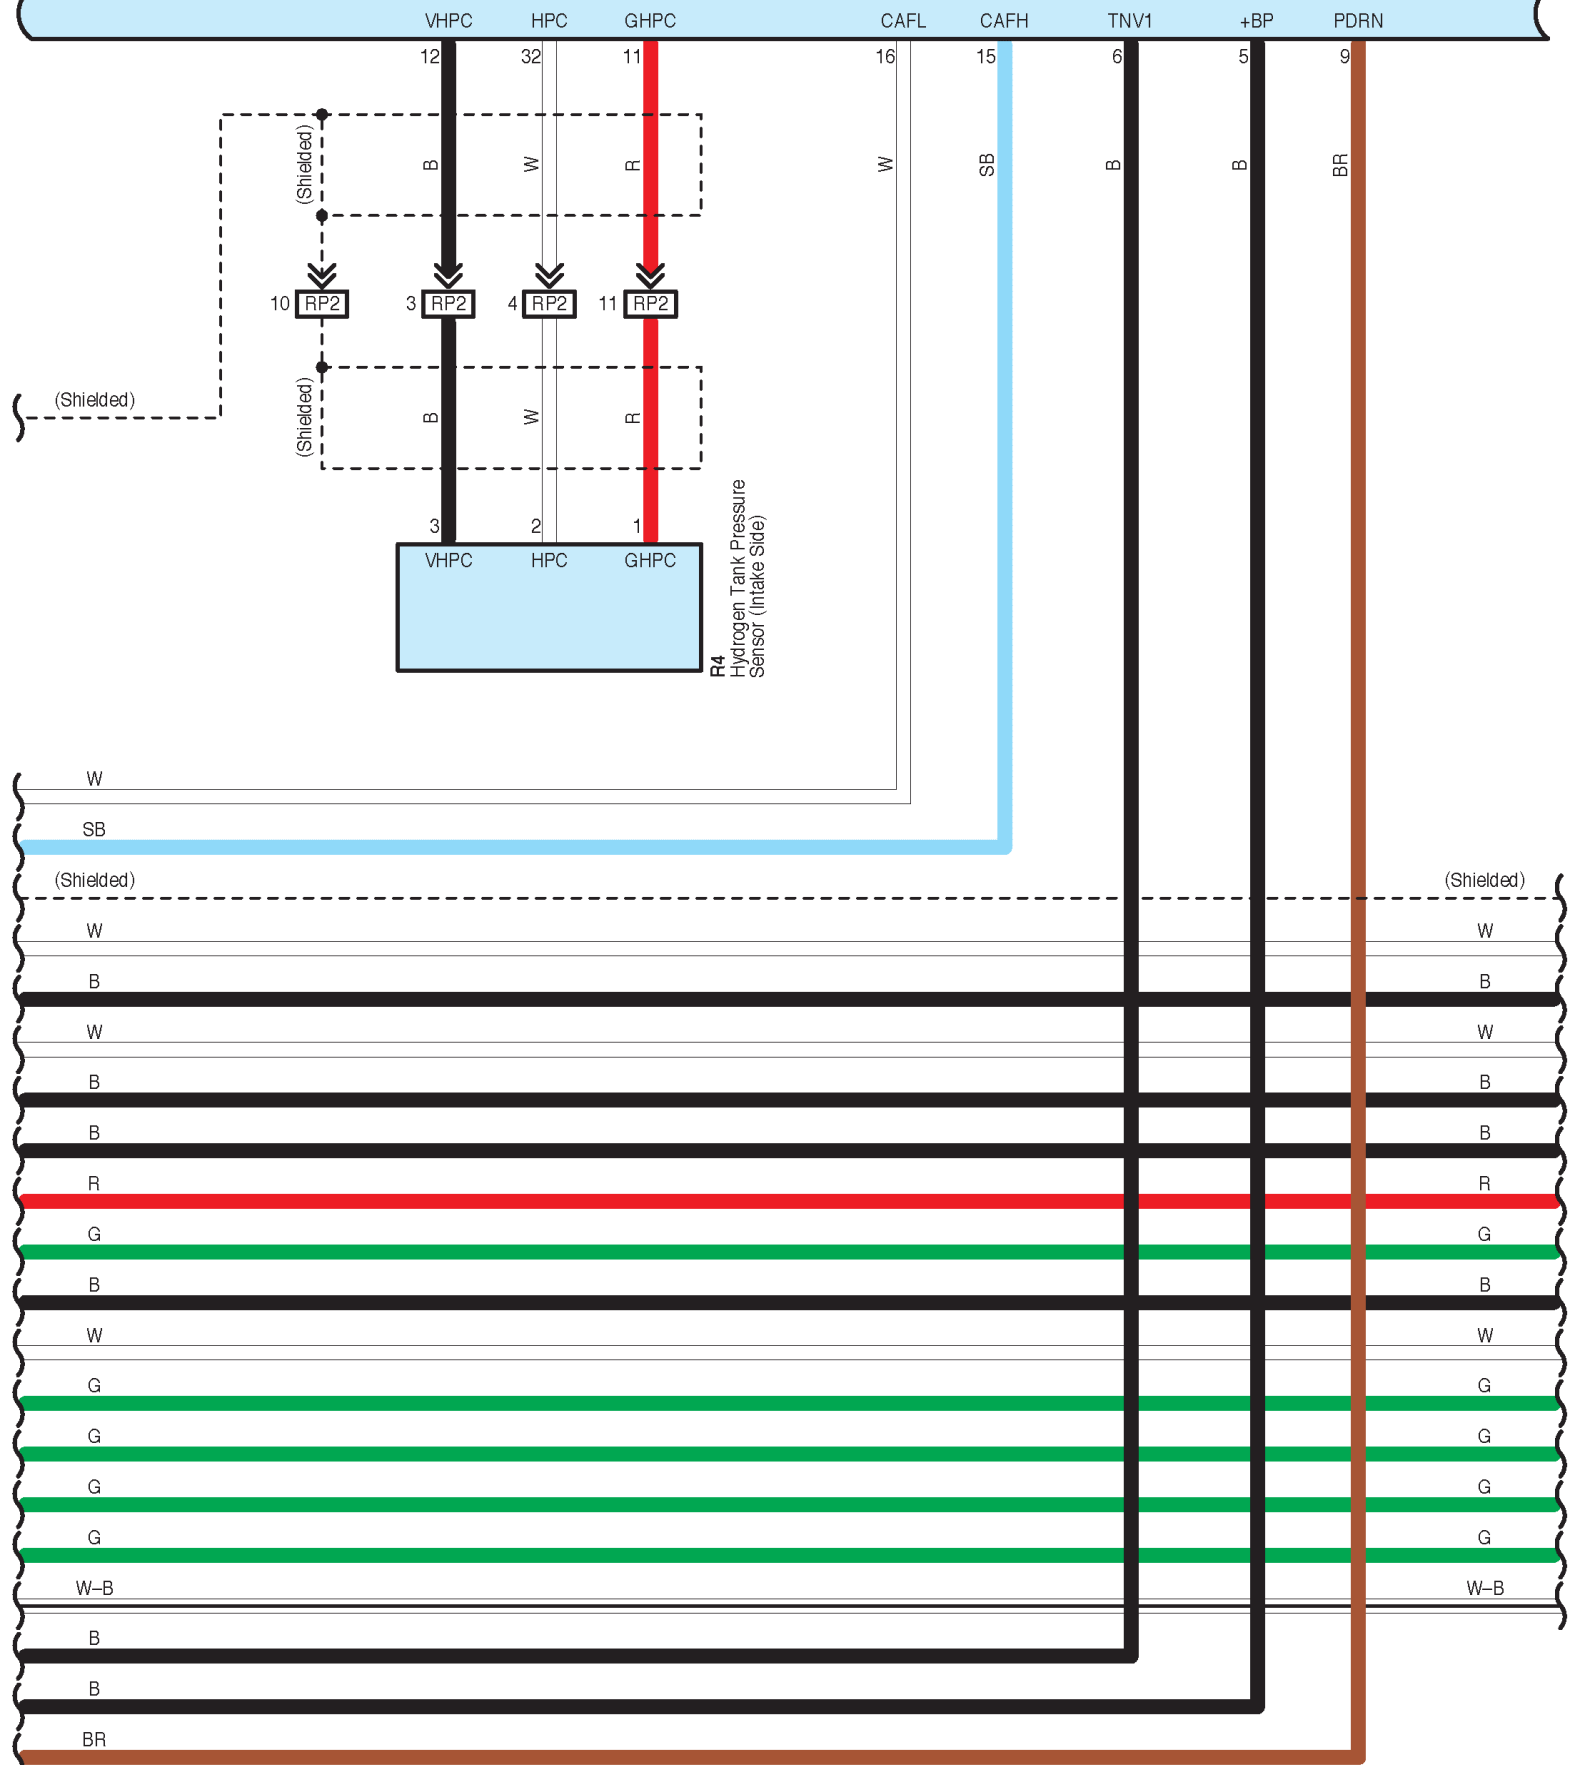 VHPC HPC GHPC CAFL CAFH TNV1 +BP PDRN
12 32 11 16 15 6 5 9
(Shielded) B W R W SB B B BR
10 RP2 3 RP2 4 RP2 11 RP2
(Shielded)
(Shielded) B W R
3 2 1
VHPC HPC GHPC
R4
Hydrogen Tank Pressure
Sensor (Intake Side)
W
SB
(Shielded) (Shielded)
W W
B B
W W
B B
B B
R R
G G
B B
W W
G G
G G
G G
G G
W–B W–B
B
B
BR